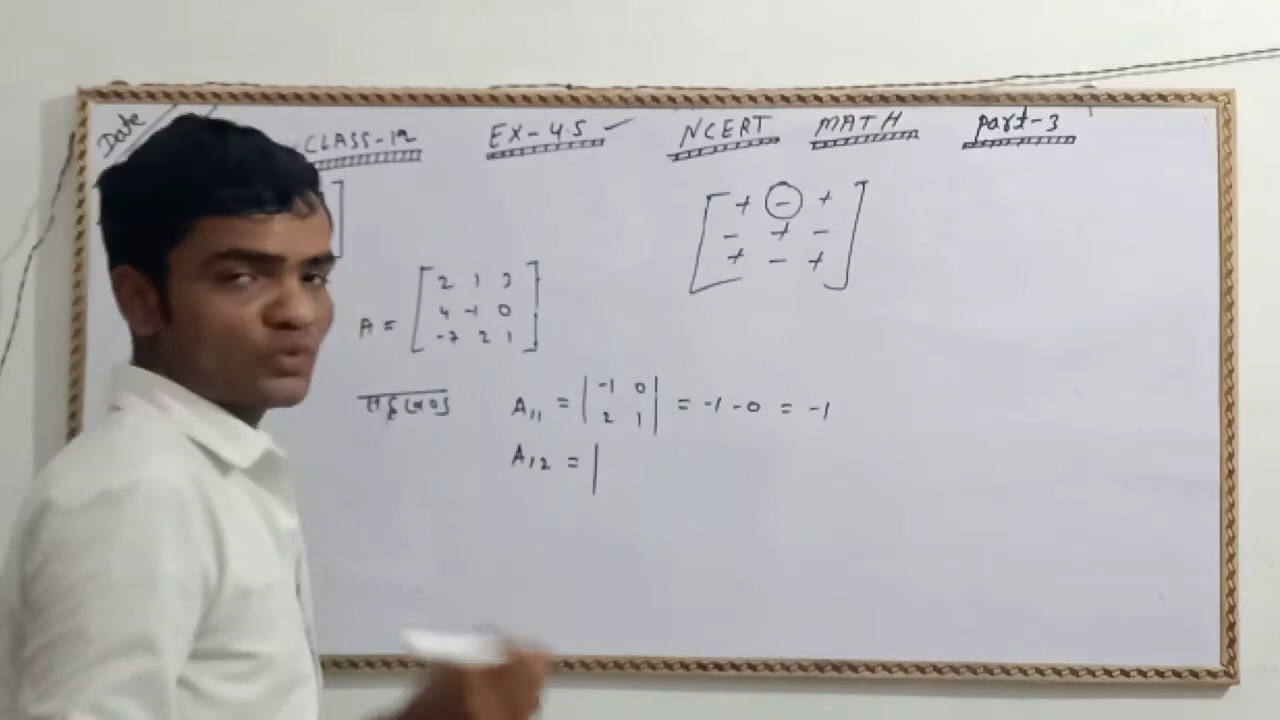 Date CLASS-12 EX-4.5 ✓ NCERT MATH Part-3
+ - +
- + -
+ - +
A = [2 1 3
4 -1 0
-7 2 1]
सहखण्ड A11 = |-1 0
2 1| = -1 - 0 = -1
A12 = |